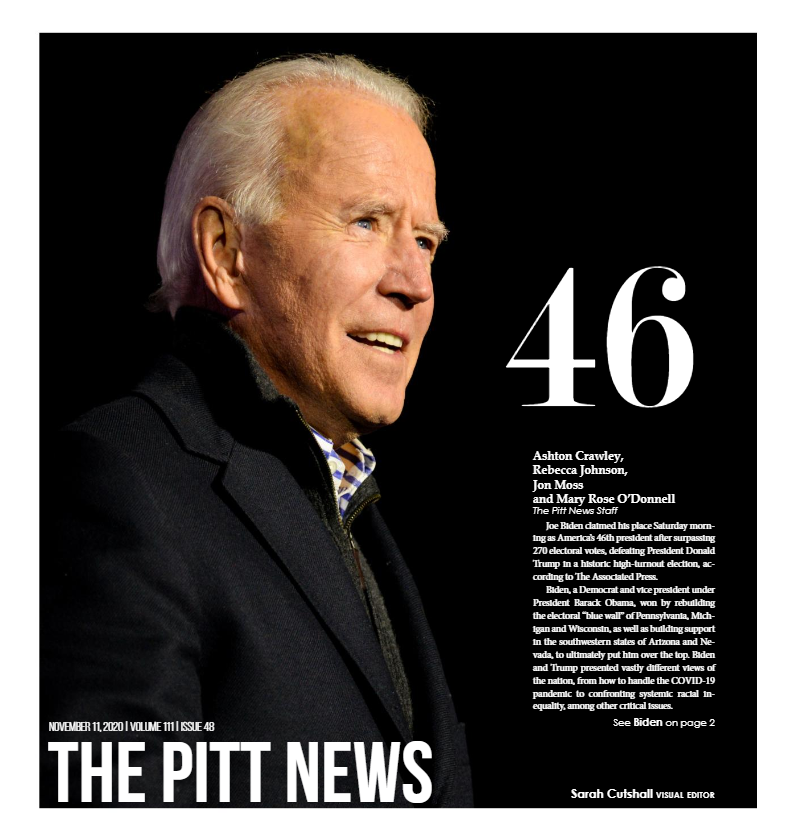 46
Ashton Crawley,
Rebecca Johnson,
Jon Moss
and Mary Rose O'Donnell
The Pitt News Staff
Joe Biden claimed his place Saturday morn-
ing as America's 46th president after surpassing
270 electoral votes, defeating President Donald
Trump in a historic high-turnout election, ac-
cording to The Associated Press.
Biden, a Democrat and vice president under
President Barack Obama, won by rebuilding
the electoral "blue wall" of Pennsylvania, Mich-
igan and Wisconsin, as well as building support
in the southwestern states of Arizona and Ne-
vada, to ultimately put him over the top. Biden
and Trump presented vastly different views of
the nation, from how to handle the COVID-19
pandemic to confronting systemic racial in-
equality, among other critical issues.
See Biden on page 2
NOVEMBER 11, 2020 | VOLUME 111 | ISSUE 48
THE PITT NEWS
Sarah Cutshall VISUAL EDITOR